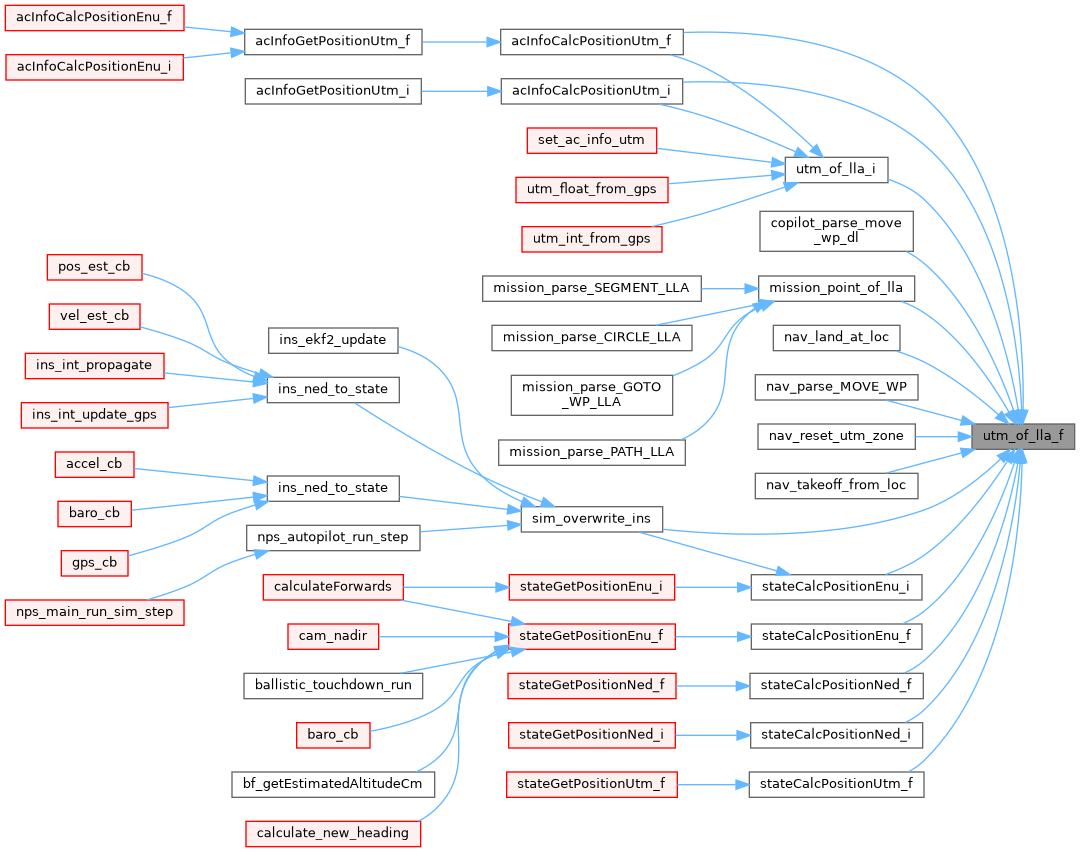 acInfoCalcPositionEnu_f
acInfoCalcPositionEnu_i
acInfoGetPositionUtm_f
acInfoGetPositionUtm_i
acInfoCalcPositionUtm_f
acInfoCalcPositionUtm_i
set_ac_info_utm
utm_float_from_gps
utm_int_from_gps
utm_of_lla_i
copilot_parse_move
_wp_dl
mission_point_of_lla
mission_parse_SEGMENT_LLA
mission_parse_CIRCLE_LLA
mission_parse_GOTO
_WP_LLA
mission_parse_PATH_LLA
nav_land_at_loc
nav_parse_MOVE_WP
nav_reset_utm_zone
nav_takeoff_from_loc
utm_of_lla_f
pos_est_cb
vel_est_cb
ins_int_propagate
ins_int_update_gps
ins_ekf2_update
ins_ned_to_state
accel_cb
baro_cb
gps_cb
ins_ned_to_state
nps_autopilot_run_step
nps_main_run_sim_step
sim_overwrite_ins
calculateForwards
stateGetPositionEnu_i
stateCalcPositionEnu_i
cam_nadir
stateGetPositionEnu_f
stateCalcPositionEnu_f
ballistic_touchdown_run
stateGetPositionNed_f
stateCalcPositionNed_f
baro_cb
stateGetPositionNed_i
stateCalcPositionNed_i
bf_getEstimatedAltitudeCm
stateGetPositionUtm_f
stateCalcPositionUtm_f
calculate_new_heading